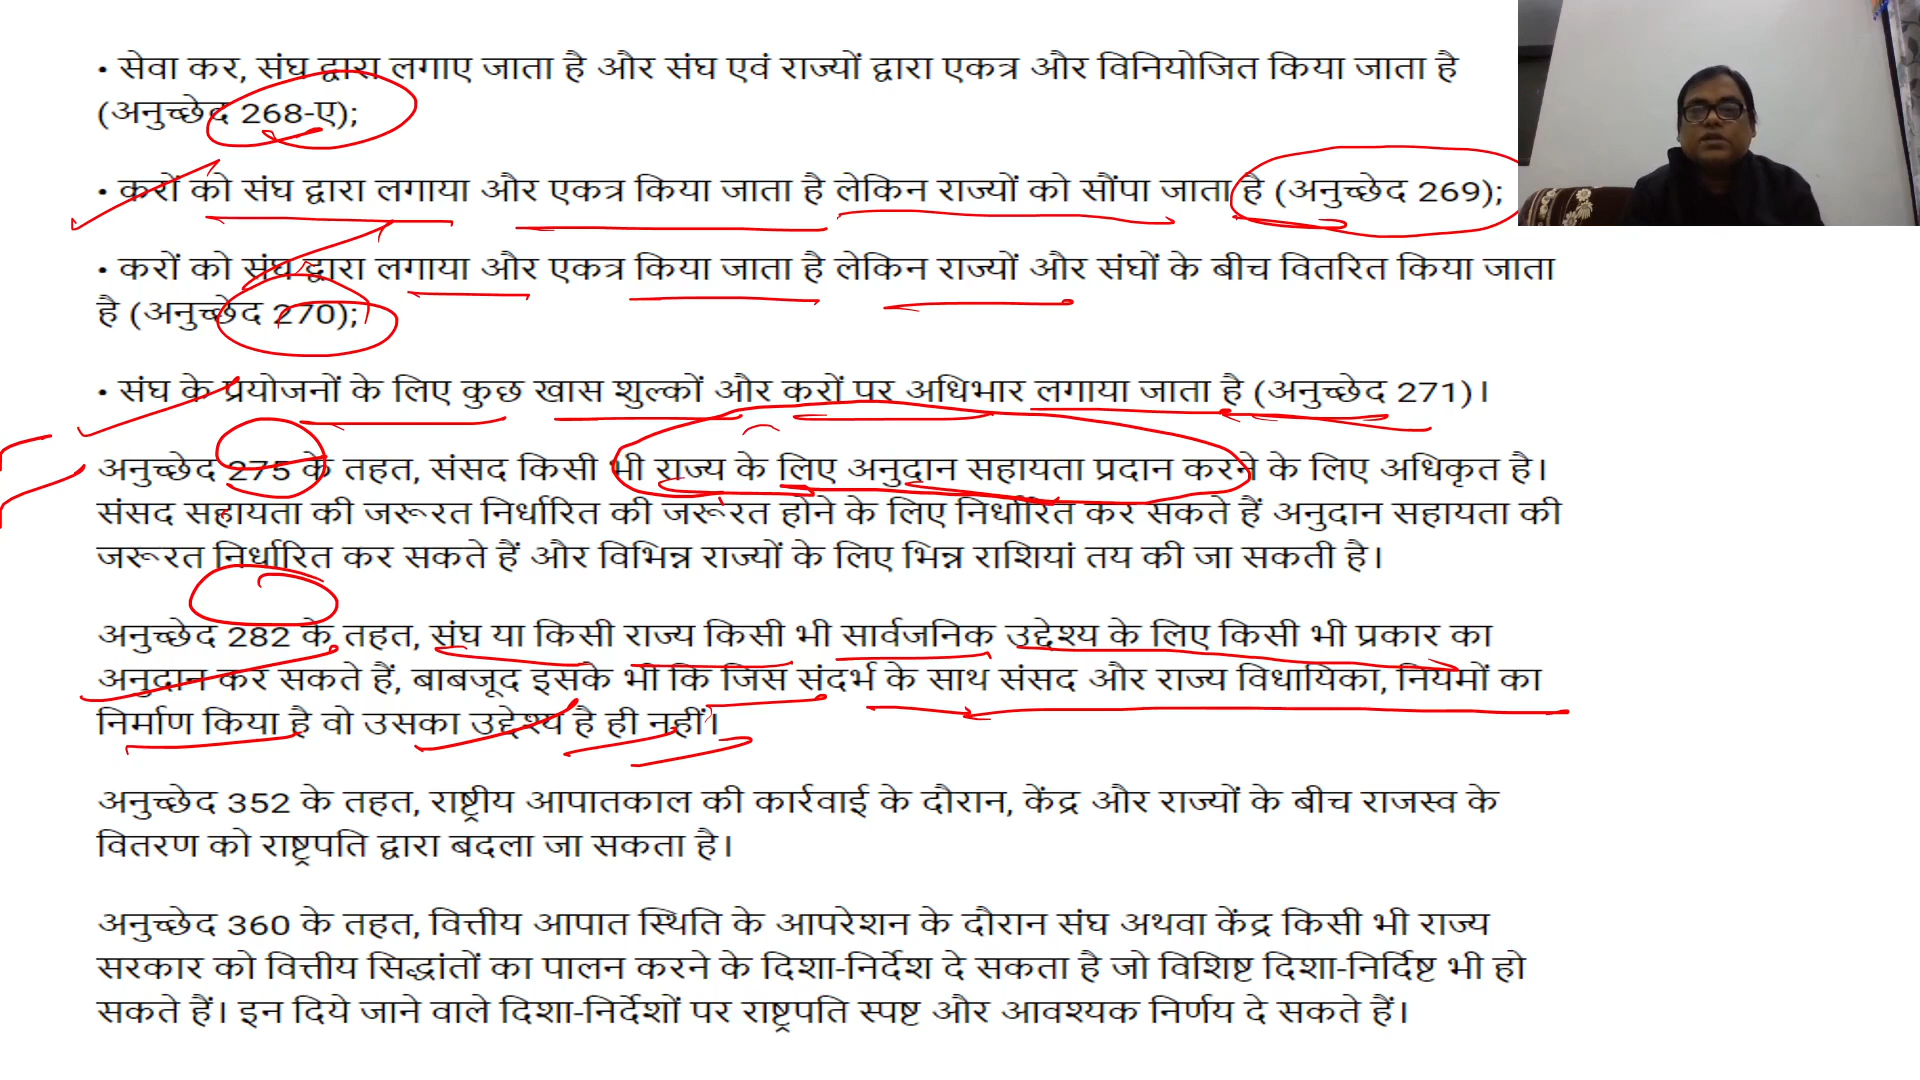 • सेवा कर, संघ द्वारा लगाए जाता है और संघ एवं राज्यों द्वारा एकत्र और विनियोजित किया जाता है
(अनुच्छेद 268-ए);
• करों को संघ द्वारा लगाया और एकत्र किया जाता है लेकिन राज्यों को सौंपा जाता है (अनुच्छेद 269);
• करों को संघ द्वारा लगाया और एकत्र किया जाता है लेकिन राज्यों और संघों के बीच वितरित किया जाता
है (अनुच्छेद 270);
• संघ के प्रयोजनों के लिए कुछ खास शुल्कों और करों पर अधिभार लगाया जाता है (अनुच्छेद 271)।
अनुच्छेद 275 के तहत, संसद किसी भी राज्य के लिए अनुदान सहायता प्रदान करने के लिए अधिकृत है।
संसद सहायता की जरूरत निर्धारित की जरूरत होने के लिए निर्धारित कर सकते हैं अनुदान सहायता की
जरूरत निर्धारित कर सकते हैं और विभिन्न राज्यों के लिए भिन्न राशियां तय की जा सकती है।
अनुच्छेद 282 के तहत, संघ या किसी राज्य किसी भी सार्वजनिक उद्देश्य के लिए किसी भी प्रकार का
अनुदान कर सकते हैं, बाबजूद इसके भी कि जिस संदर्भ के साथ संसद और राज्य विधायिका, नियमों का
निर्माण किया है वो उसका उद्देश्य है ही नहीं।
अनुच्छेद 352 के तहत, राष्ट्रीय आपातकाल की कार्रवाई के दौरान, केंद्र और राज्यों के बीच राजस्व के
वितरण को राष्ट्रपति द्वारा बदला जा सकता है।
अनुच्छेद 360 के तहत, वित्तीय आपात स्थिति के आपरेशन के दौरान संघ अथवा केंद्र किसी भी राज्य
सरकार को वित्तीय सिद्धांतों का पालन करने के दिशा-निर्देश दे सकता है जो विशिष्ट दिशा-निर्दिष्ट भी हो
सकते हैं। इन दिये जाने वाले दिशा-निर्देशों पर राष्ट्रपति स्पष्ट और आवश्यक निर्णय दे सकते हैं।